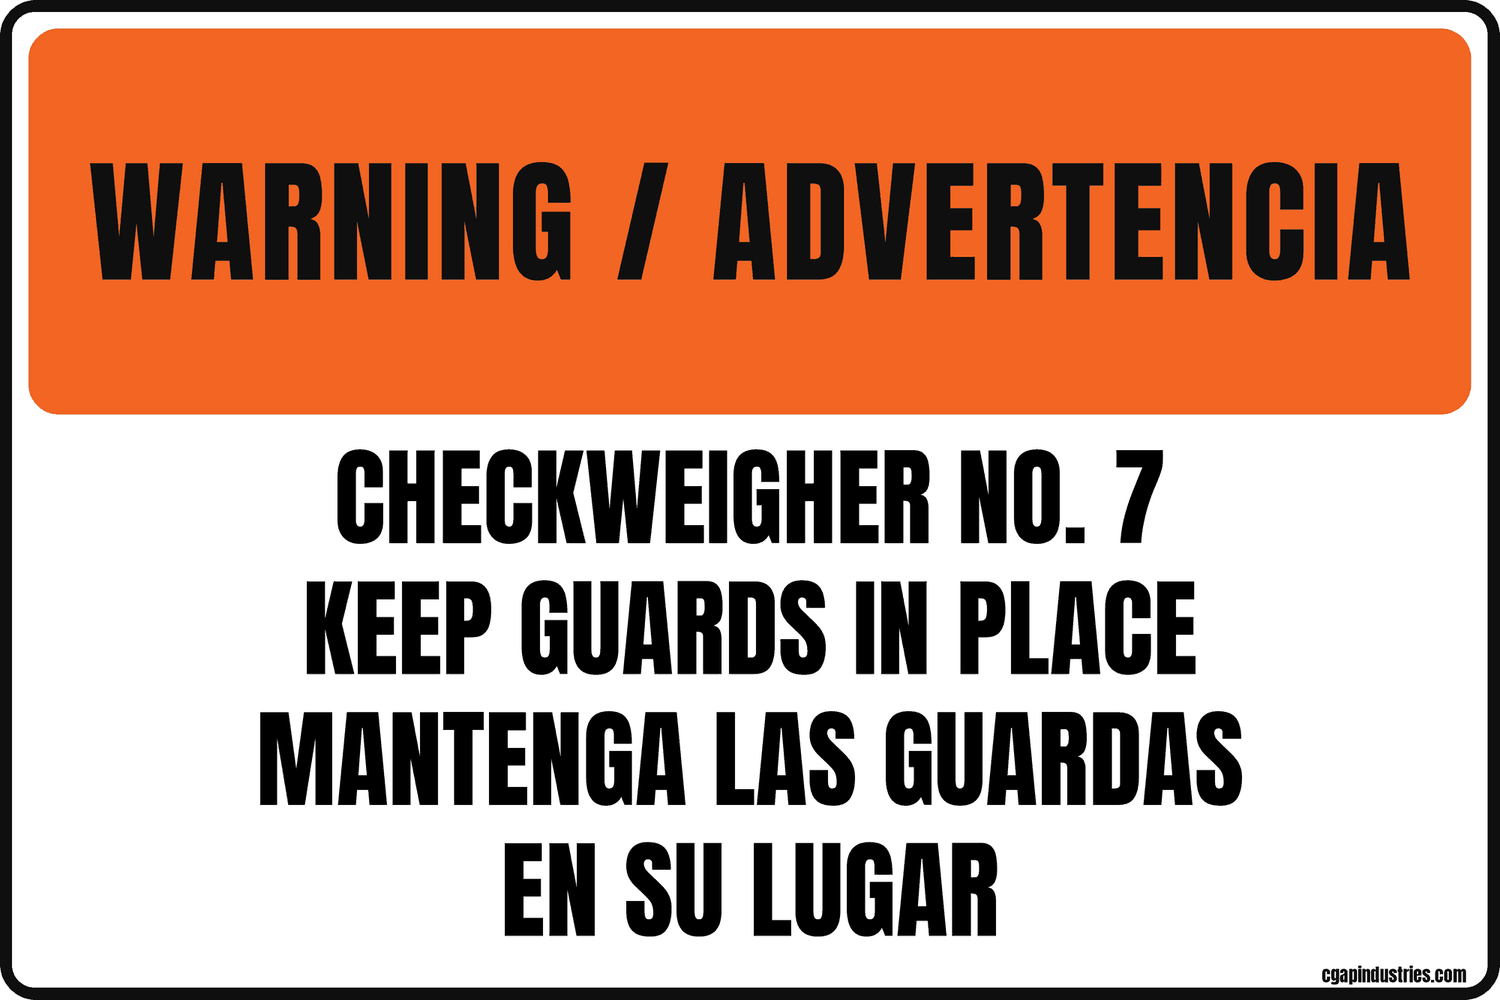 WARNING / ADVERTENCIA
CHECKWEIGHER NO. 7
KEEP GUARDS IN PLACE
MANTENGA LAS GUARDAS
EN SU LUGAR
cgapindustries.com